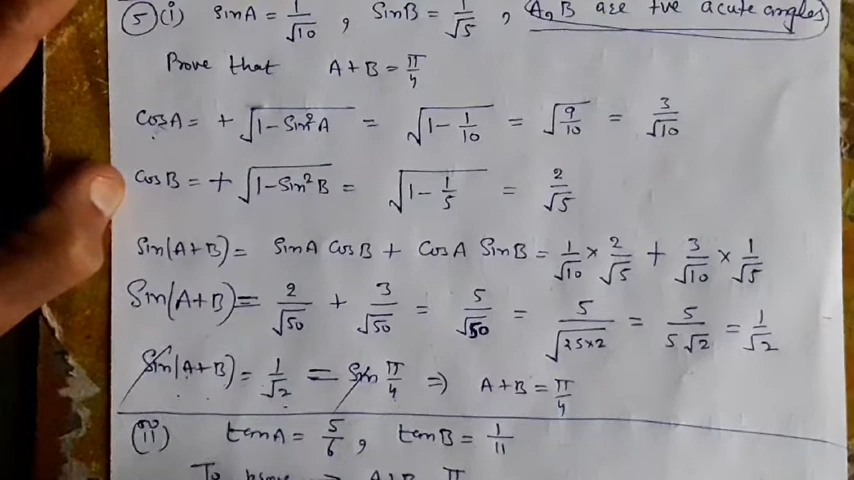 ⑤(i) sinA = 1/√10 , SinB = 1/√5 , A, B are +ve acute angles
Prove that A+B = π/4
CosA = + √(1-Sin²A) = √(1-1/10) = √(9/10) = 3/√10
CosB = + √(1-Sin²B) = √(1-1/5) = 2/√5
Sin(A+B) = SinA CosB + CosA SinB = 1/√10 × 2/√5 + 3/√10 × 1/√5
Sin(A+B) = 2/√50 + 3/√50 = 5/√50 = 5/√(25×2) = 5/5√2 = 1/√2
Sin(A+B) = 1/√2 = Sin π/4 ⇒ A+B = π/4
(ii) tanA = 5/6 , tanB = 1/11
To